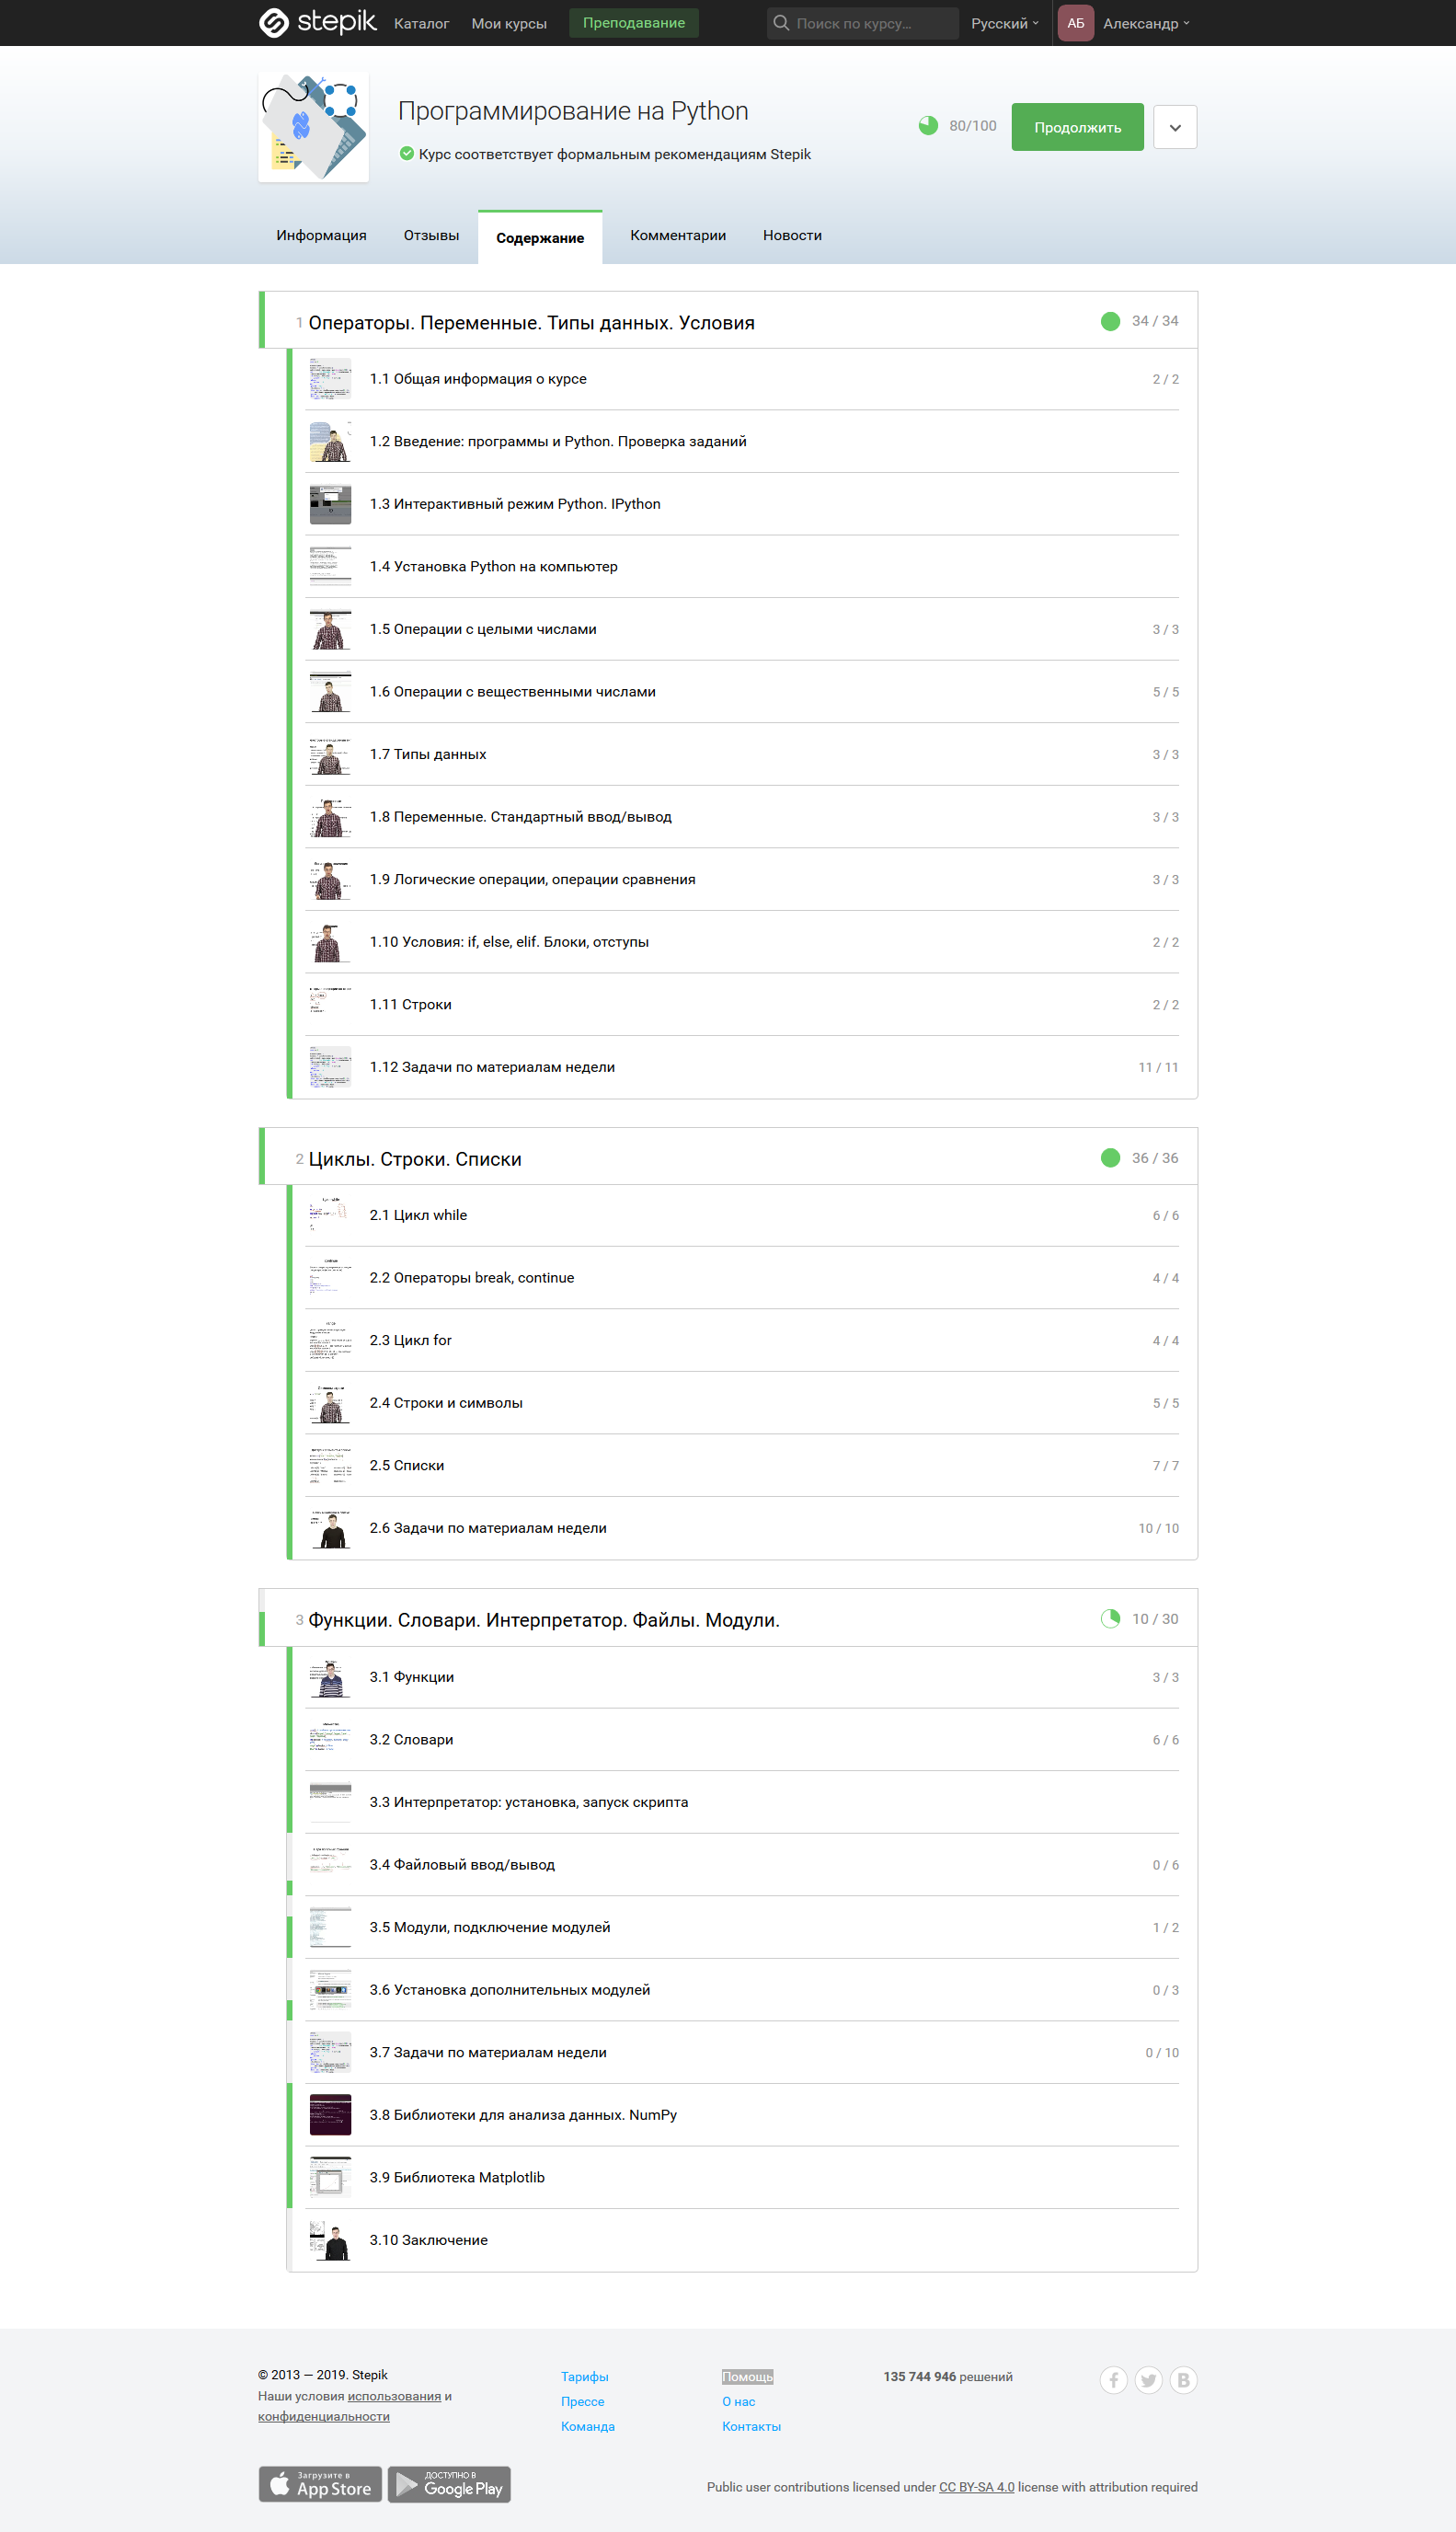 stepik Каталог Мои курсы Преподавание Поиск по курсу... Русский АБ Александр
Программирование на Python
80/100 Продолжить
Курс соответствует формальным рекомендациям Stepik
Информация Отзывы Содержание Комментарии Новости
1 Операторы. Переменные. Типы данных. Условия 34 / 34
1.1 Общая информация о курсе 2 / 2
1.2 Введение: программы и Python. Проверка заданий
1.3 Интерактивный режим Python. IPython
1.4 Установка Python на компьютер
1.5 Операции с целыми числами 3 / 3
1.6 Операции с вещественными числами 5 / 5
1.7 Типы данных 3 / 3
1.8 Переменные. Стандартный ввод/вывод 3 / 3
1.9 Логические операции, операции сравнения 3 / 3
1.10 Условия: if, else, elif. Блоки, отступы 2 / 2
1.11 Строки 2 / 2
1.12 Задачи по материалам недели 11 / 11
2 Циклы. Строки. Списки 36 / 36
2.1 Цикл while 6 / 6
2.2 Операторы break, continue 4 / 4
2.3 Цикл for 4 / 4
2.4 Строки и символы 5 / 5
2.5 Списки 7 / 7
2.6 Задачи по материалам недели 10 / 10
3 Функции. Словари. Интерпретатор. Файлы. Модули. 10 / 30
3.1 Функции 3 / 3
3.2 Словари 6 / 6
3.3 Интерпретатор: установка, запуск скрипта
3.4 Файловый ввод/вывод 0 / 6
3.5 Модули, подключение модулей 1 / 2
3.6 Установка дополнительных модулей 0 / 3
3.7 Задачи по материалам недели 0 / 10
3.8 Библиотеки для анализа данных. NumPy
3.9 Библиотека Matplotlib
3.10 Заключение
© 2013 — 2019. Stepik Тарифы Помощь 135 744 946 решений
Наши условия использования и Прессе О нас
конфиденциальности Команда Контакты
Загрузите в App Store ДОСТУПНО В Google Play
Public user contributions licensed under CC BY-SA 4.0 license with attribution required